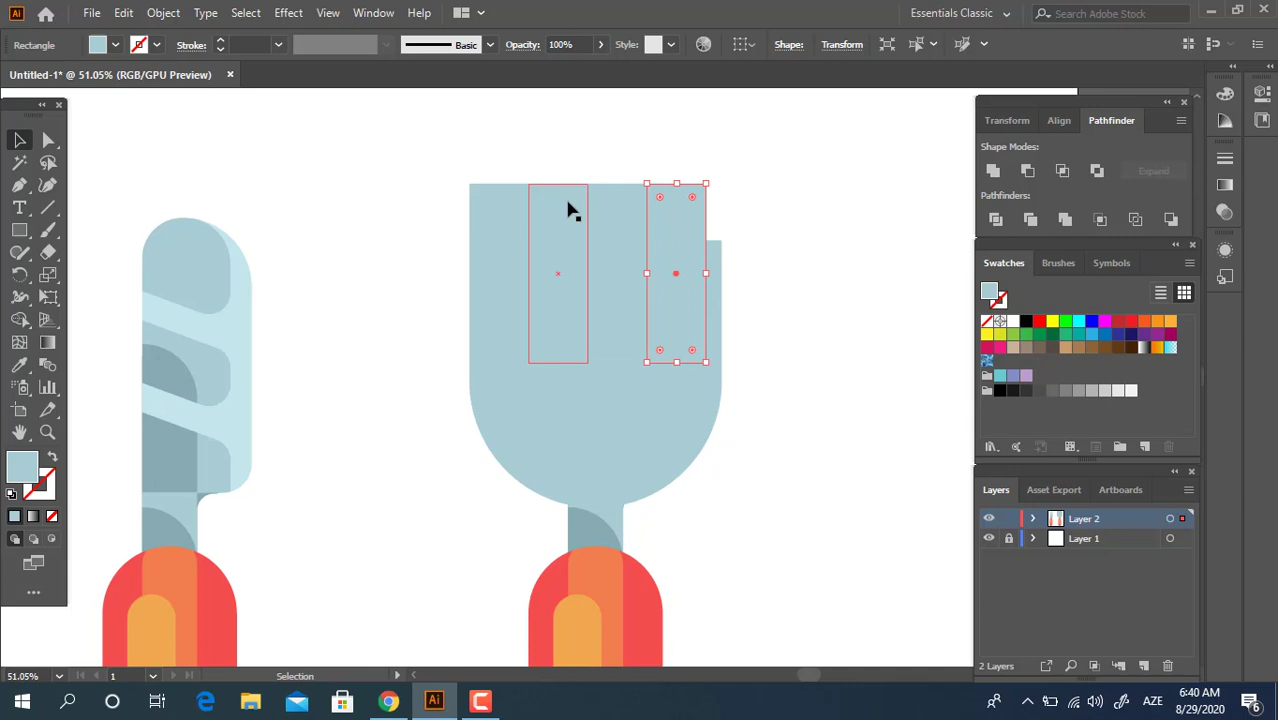 Ai File Edit Object Type Select Effect View Window Help Essentials Classic Search Adobe Stock
Rectangle Stroke: Basic Opacity: 100% Style: Shape: Transform
Untitled-1* @ 51.05% (RGB/GPU Preview)
Transform Align Pathfinder
Shape Modes:
Expand
Pathfinders:
Swatches Brushes Symbols
Layers Asset Export Artboards
Layer 2
Layer 1
2 Layers
51.05% 1 Selection
Ai AZE 6:40 AM
8/29/2020 6